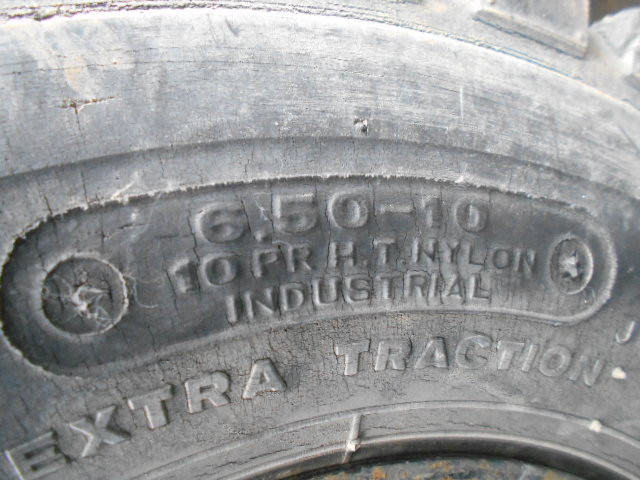 6.50-10
10 PR H.T. NYLON
INDUSTRIAL
EXTRA TRACTION
J